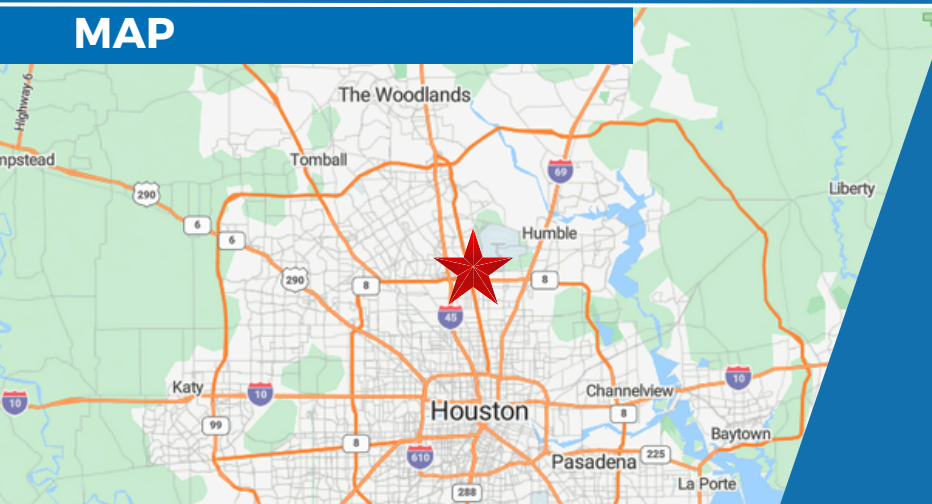 MAP
The Woodlands
Highway 6
mpstead
Tomball
69
290
Liberty
6
6
Humble
290
8
8
45
Katy
10
10
10
Channelview
Houston
8
99
Baytown
8
610
225
Pasadena
La Porte
288